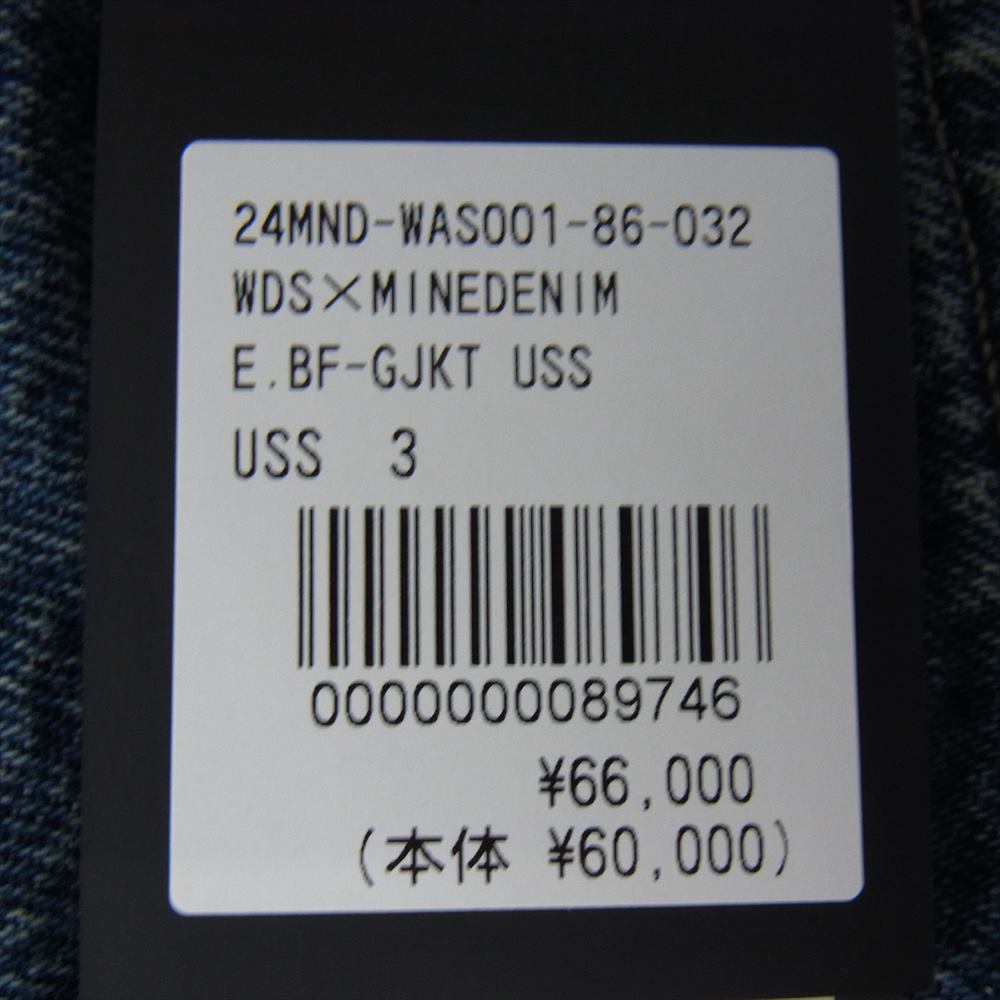 24MND-WAS001-86-032
WDS×MINEDENIM
E.BF-GJKT USS
USS 3
0000000089746
¥66,000
(本体 ¥60,000)